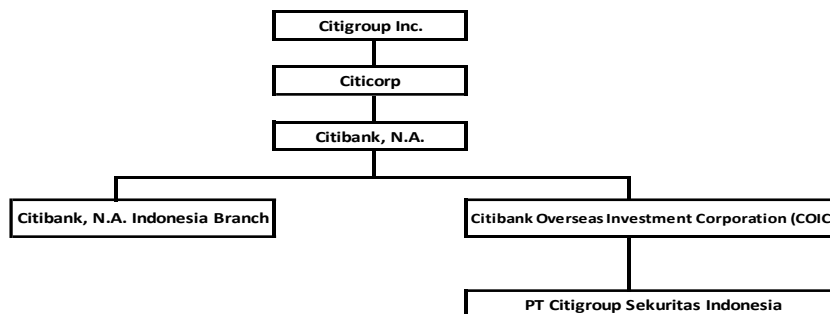 Citigroup Inc.
Citicorp
Citibank, N.A.
Citibank, N.A. Indonesia Branch
Citibank Overseas Investment Corporation (COIC
PT Citigroup Sekuritas Indonesia